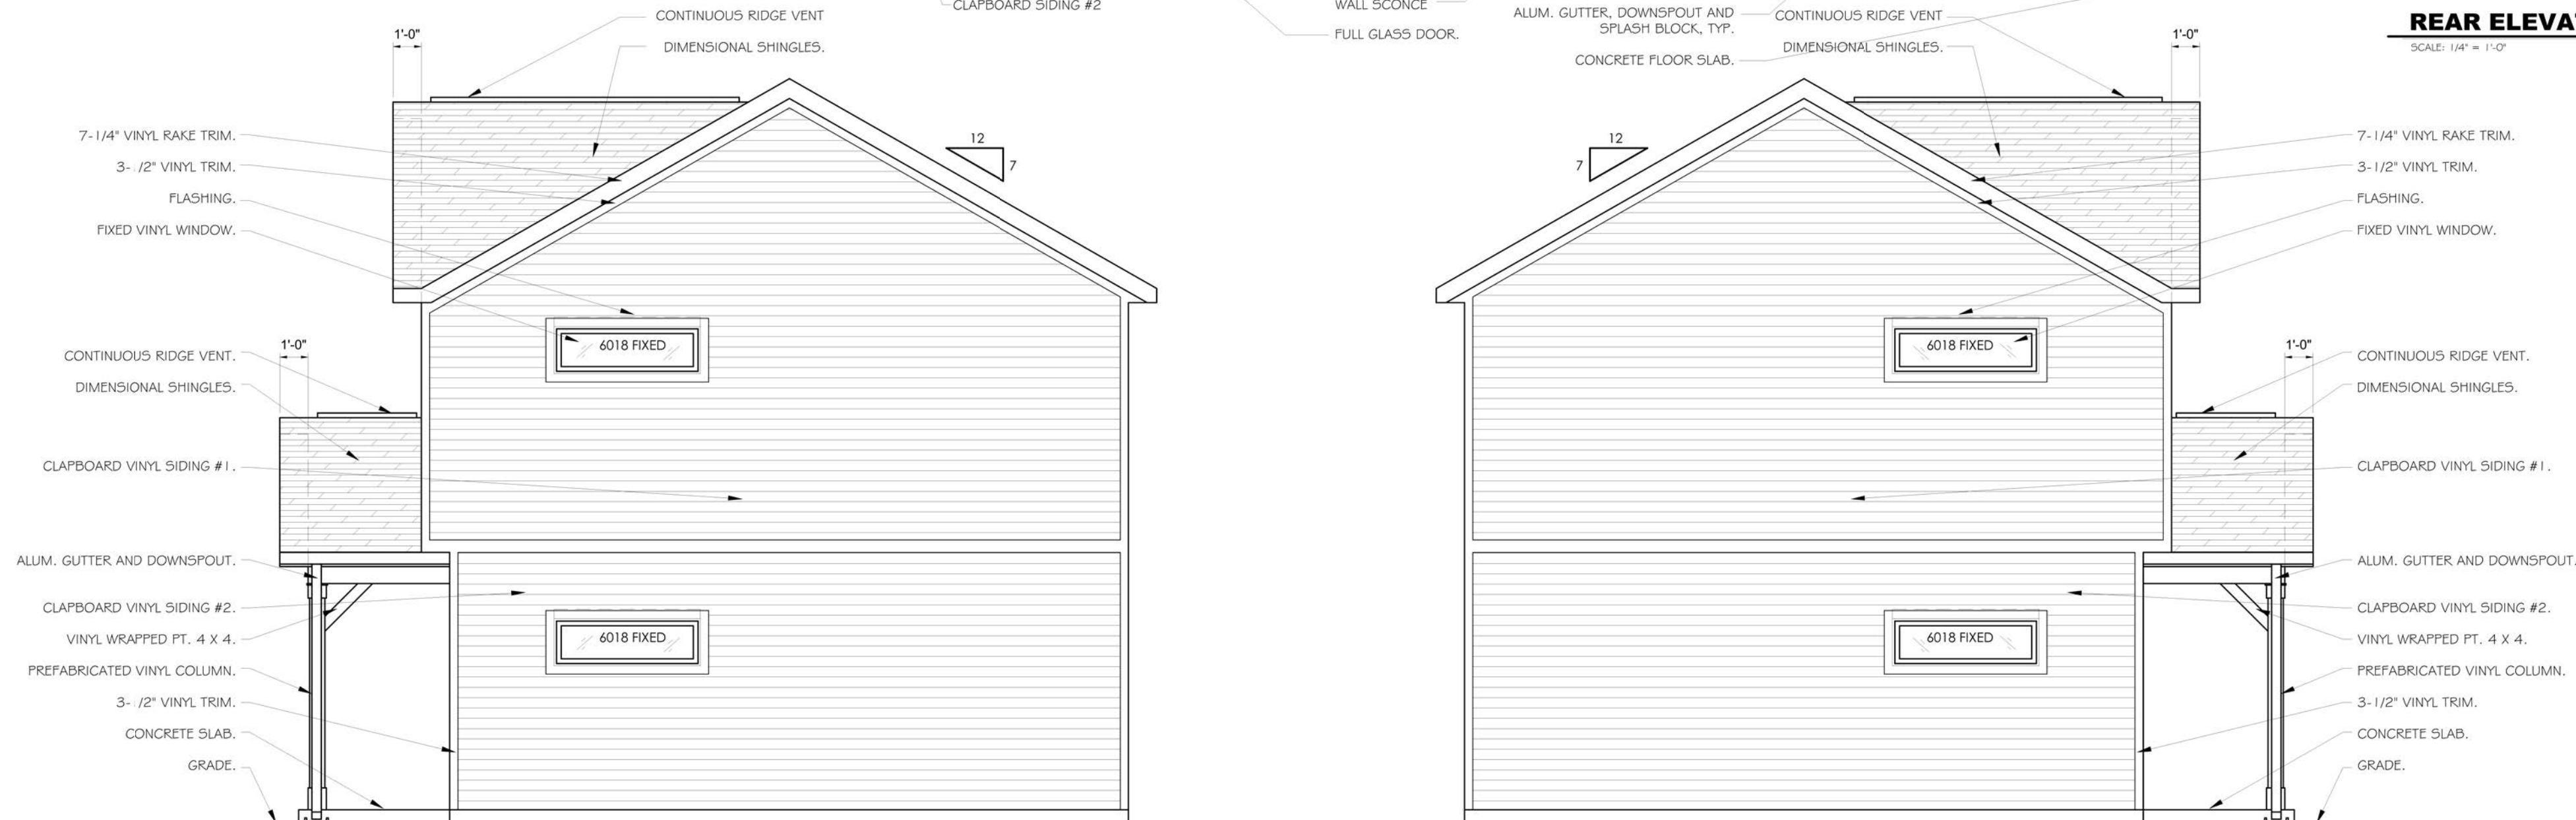 CLAPBOARD SIDING #2
WALL SCONCE
FULL GLASS DOOR.
ALUM. GUTTER, DOWNSPOUT AND
SPLASH BLOCK, TYP.
CONCRETE FLOOR SLAB.
REAR ELEVA
SCALE: 1/4" = 1'-0"
1'-0"
CONTINUOUS RIDGE VENT
DIMENSIONAL SHINGLES.
7-1/4" VINYL RAKE TRIM.
3- /2" VINYL TRIM.
FLASHING.
FIXED VINYL WINDOW.
12
7
6018 FIXED
1'-0"
CONTINUOUS RIDGE VENT.
DIMENSIONAL SHINGLES.
CLAPBOARD VINYL SIDING #1.
ALUM. GUTTER AND DOWNSPOUT.
CLAPBOARD VINYL SIDING #2.
VINYL WRAPPED PT. 4 X 4.
PREFABRICATED VINYL COLUMN.
3- /2" VINYL TRIM.
CONCRETE SLAB.
GRADE.
6018 FIXED
CONTINUOUS RIDGE VENT
DIMENSIONAL SHINGLES.
1'-0"
12
7
7-1/4" VINYL RAKE TRIM.
3-1/2" VINYL TRIM.
FLASHING.
FIXED VINYL WINDOW.
6018 FIXED
1'-0"
CONTINUOUS RIDGE VENT.
DIMENSIONAL SHINGLES.
CLAPBOARD VINYL SIDING #1.
ALUM. GUTTER AND DOWNSPOUT.
CLAPBOARD VINYL SIDING #2.
VINYL WRAPPED PT. 4 X 4.
PREFABRICATED VINYL COLUMN.
3-1/2" VINYL TRIM.
CONCRETE SLAB.
GRADE.
6018 FIXED